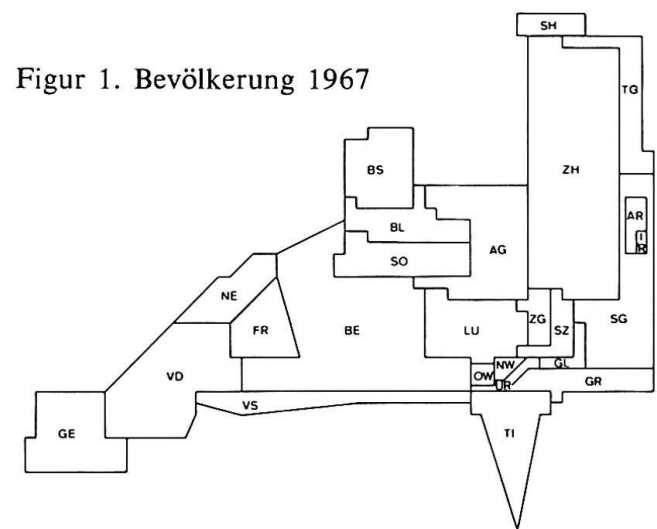 Figur 1. Bevölkerung 1967
SH
TG
BS
ZH
AR
I
R
BL
AG
SO
NE
FR
BE
LU
ZG
SZ
SG
VD
OW
NW
GL
UR
GR
VS
GE
TI